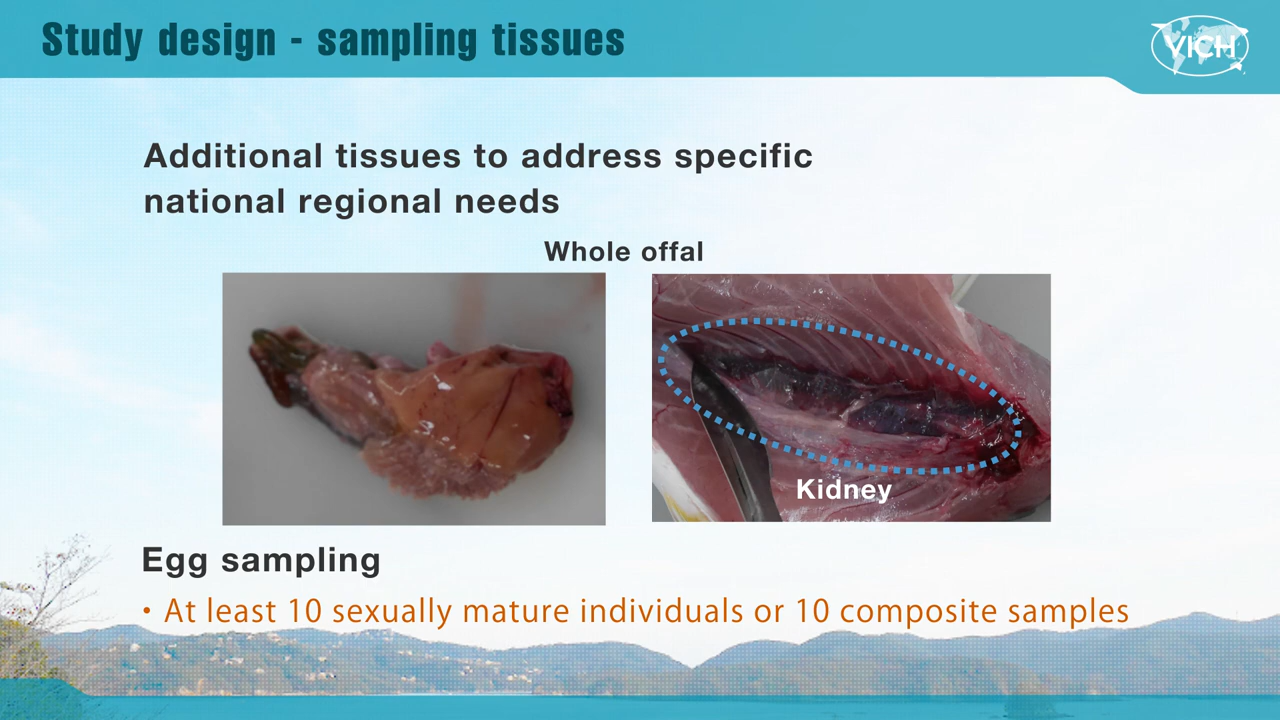 Study design - sampling tissues
VICH
Additional tissues to address specific
national regional needs
Whole offal
Kidney
Egg sampling
• At least 10 sexually mature individuals or 10 composite samples